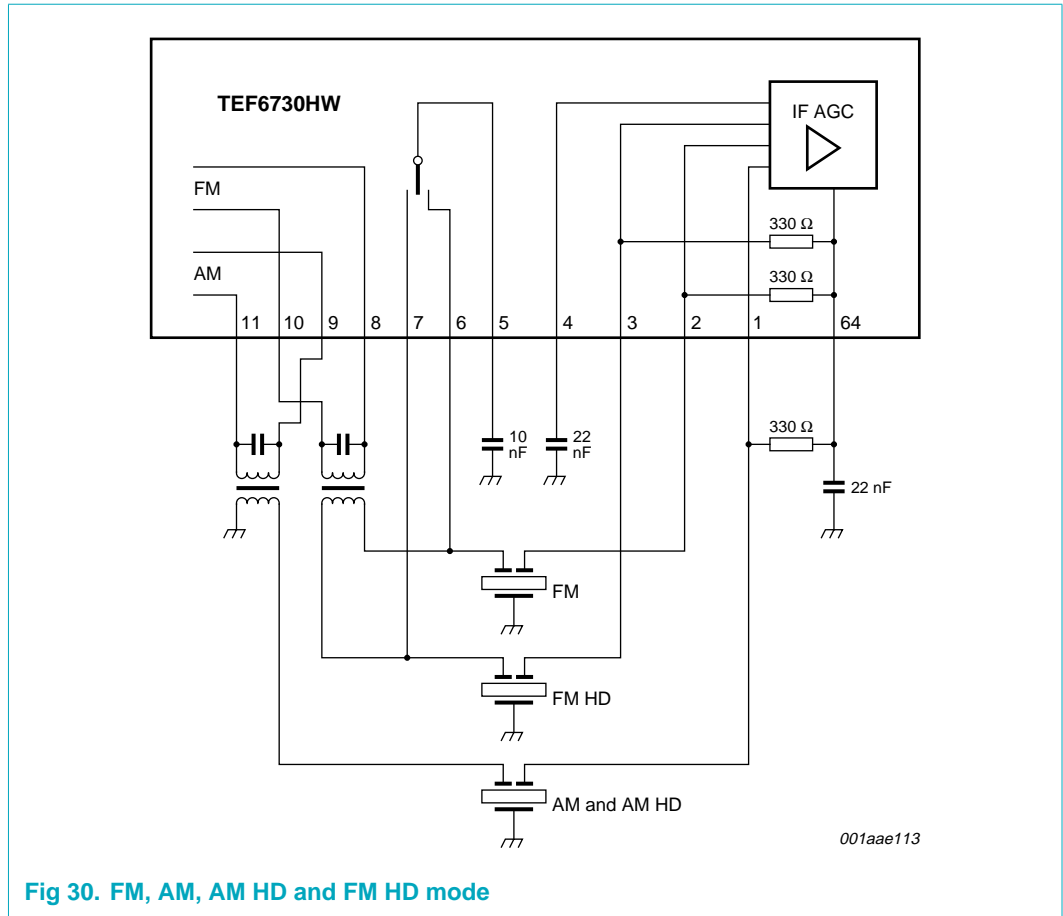 TEF6730HW
IF AGC
FM
AM
330 Ω
330 Ω
11 10 9 8 7 6 5 4 3 2 1 64
10
nF
22
nF
330 Ω
22 nF
FM
FM HD
AM and AM HD
001aae113
Fig 30. FM, AM, AM HD and FM HD mode